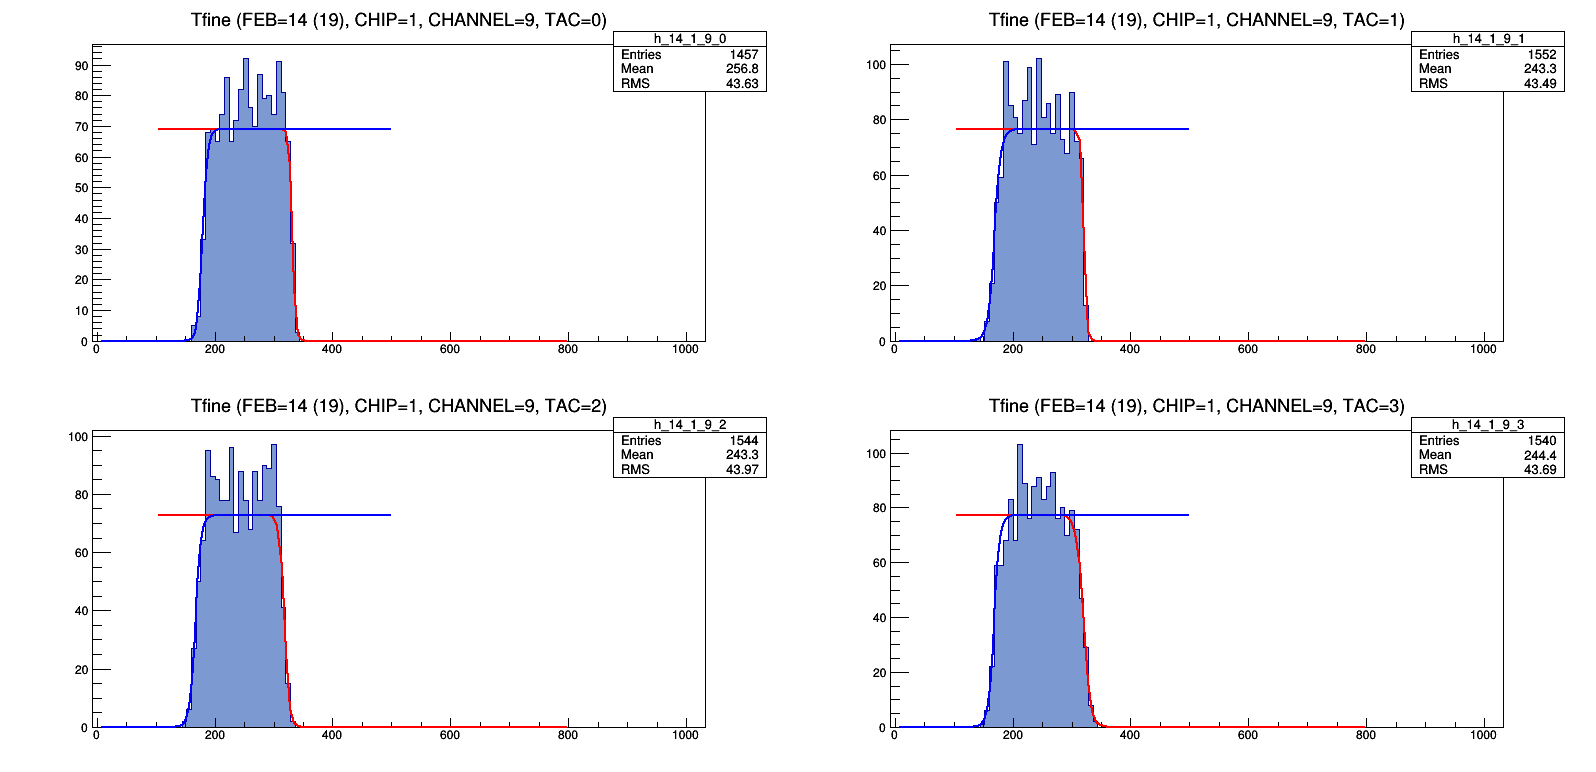 Tfine (FEB=14 (19), CHIP=1, CHANNEL=9, TAC=0)
h_14_1_9_0
Entries 1457
Mean 256.8
RMS 43.63
90
80
70
60
50
40
30
20
10
0
0 200 400 600 800 1000
Tfine (FEB=14 (19), CHIP=1, CHANNEL=9, TAC=1)
h_14_1_9_1
Entries 1552
Mean 243.3
RMS 43.49
100
80
60
40
20
0
0 200 400 600 800 1000
Tfine (FEB=14 (19), CHIP=1, CHANNEL=9, TAC=2)
h_14_1_9_2
Entries 1544
Mean 243.3
RMS 43.97
100
80
60
40
20
0
0 200 400 600 800 1000
Tfine (FEB=14 (19), CHIP=1, CHANNEL=9, TAC=3)
h_14_1_9_3
Entries 1540
Mean 244.4
RMS 43.69
100
80
60
40
20
0
0 200 400 600 800 1000